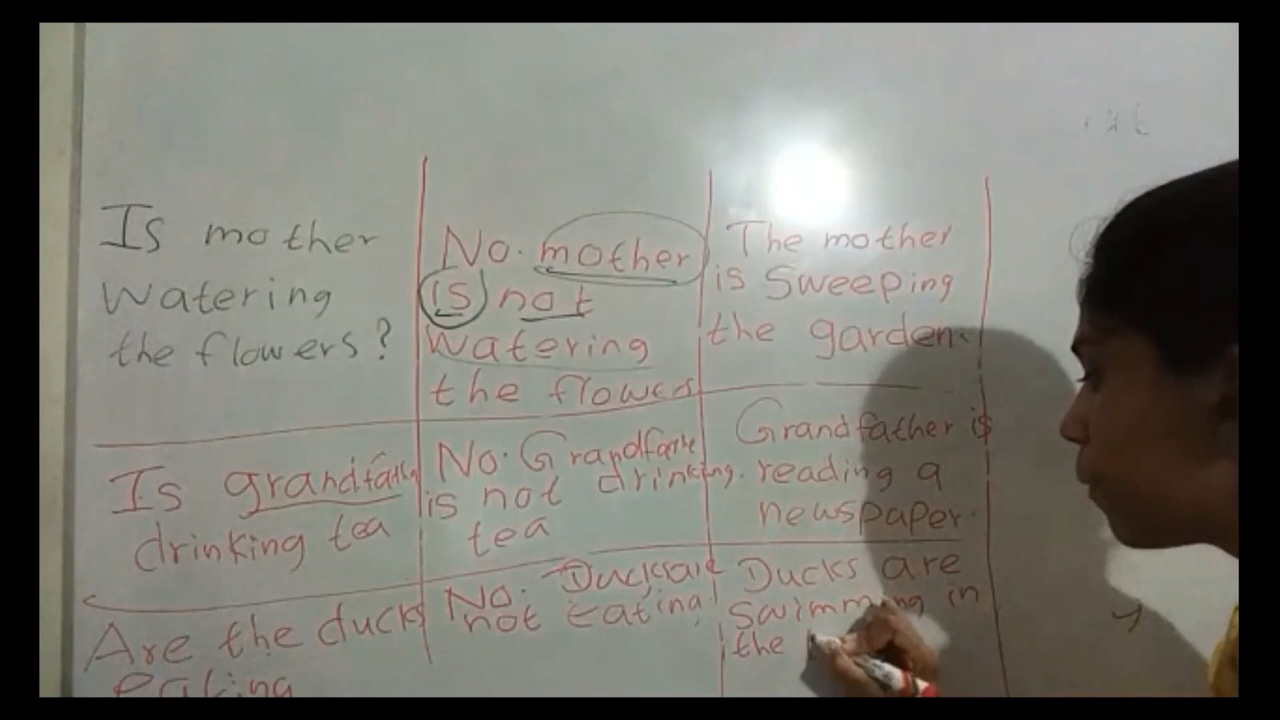 Is mother
Watering
the flowers?
No. mother
is not
watering
the flowers
The mother
is Sweeping
the garden.
Is grandfather
drinking tea
No. Grandfathe
is not drinking.
tea
Grandfather is
reading a
newspaper.
Are the ducks
eating
No. Ducks are
not Eating
Ducks are
Swimming in
the